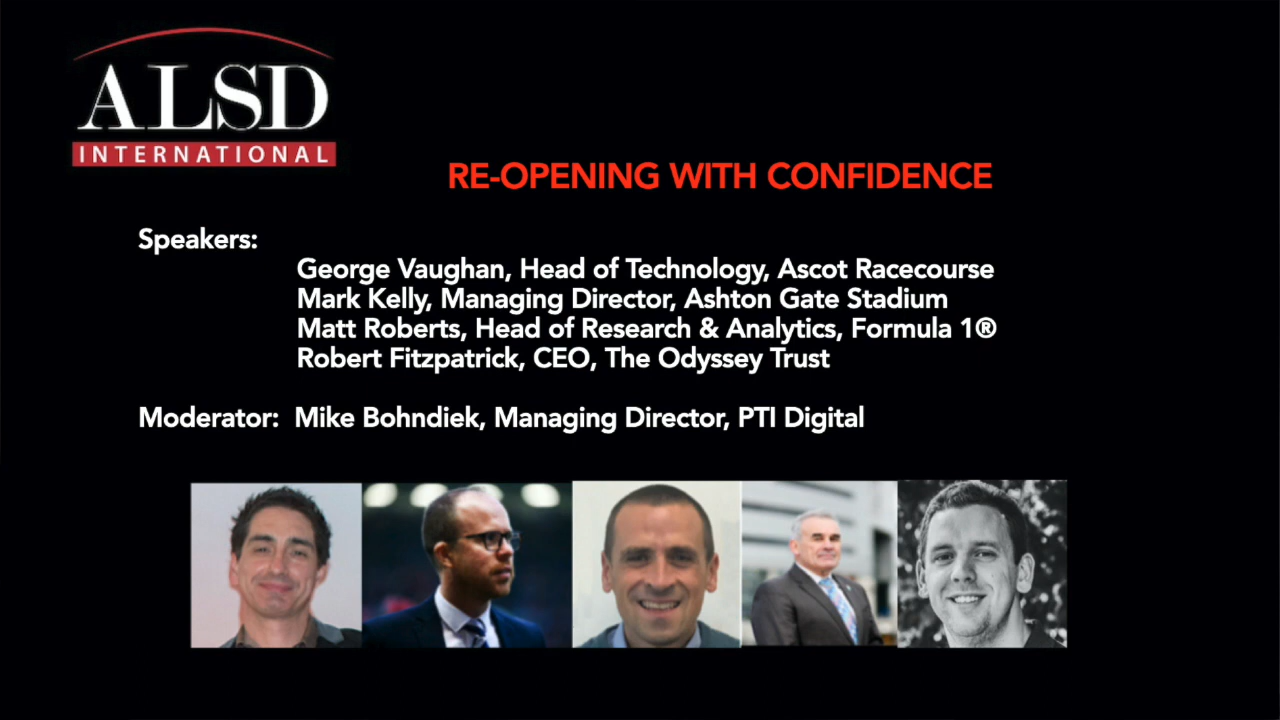 ALSD
INTERNATIONAL
RE-OPENING WITH CONFIDENCE
Speakers:
George Vaughan, Head of Technology, Ascot Racecourse
Mark Kelly, Managing Director, Ashton Gate Stadium
Matt Roberts, Head of Research & Analytics, Formula 1®
Robert Fitzpatrick, CEO, The Odyssey Trust
Moderator: Mike Bohndiek, Managing Director, PTI Digital